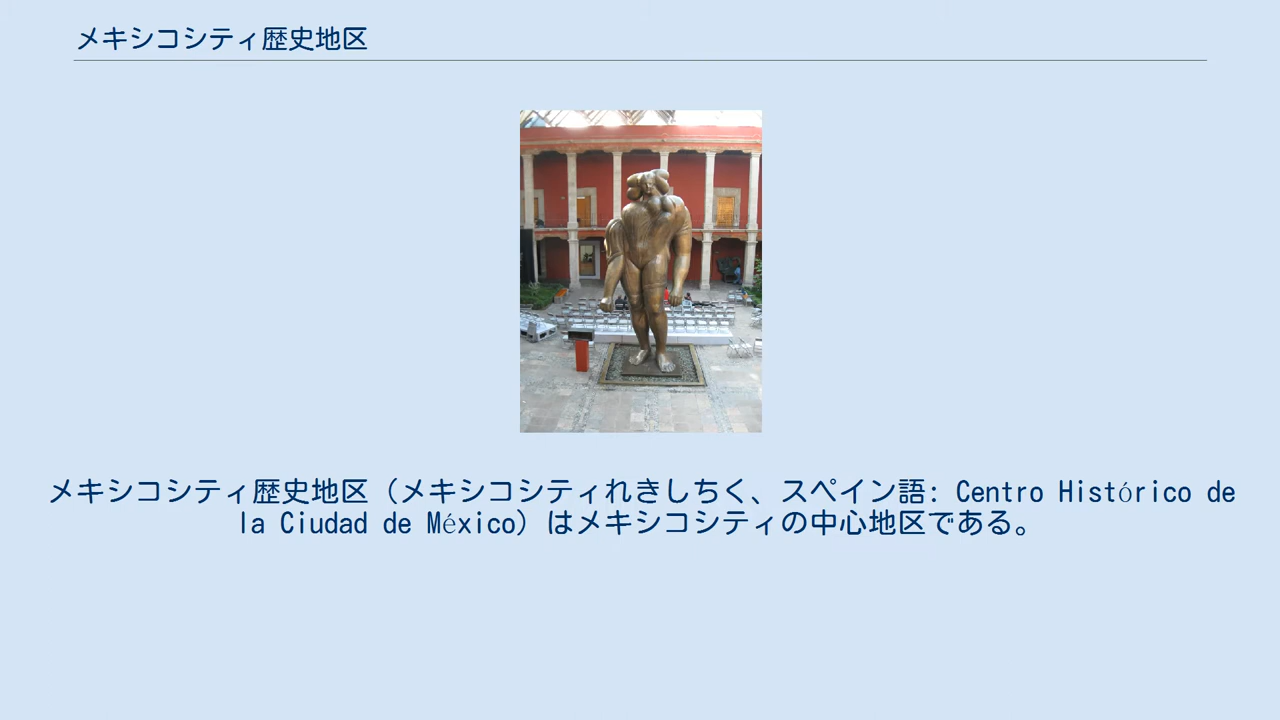 メキシコシティ歴史地区
メキシコシティ歴史地区（メキシコシティれきしちく、スペイン語: Centro Histórico de
la Ciudad de México）はメキシコシティの中心地区である。